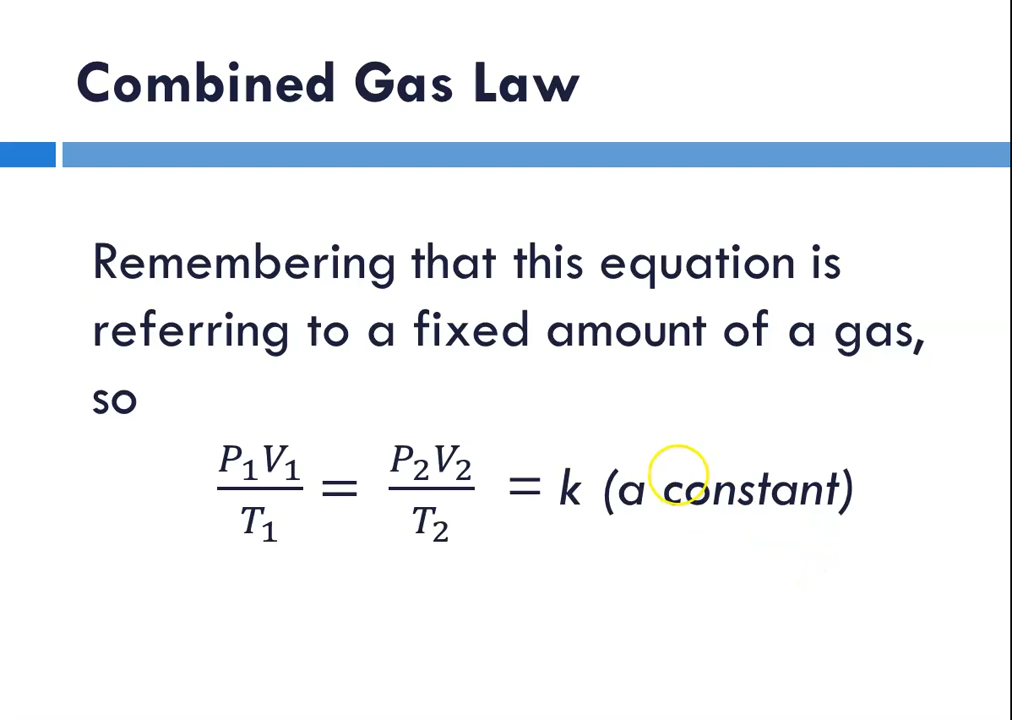 Combined Gas Law
Remembering that this equation is
referring to a fixed amount of a gas,
so
P₁V₁/T₁ = P₂V₂/T₂ = k (a constant)